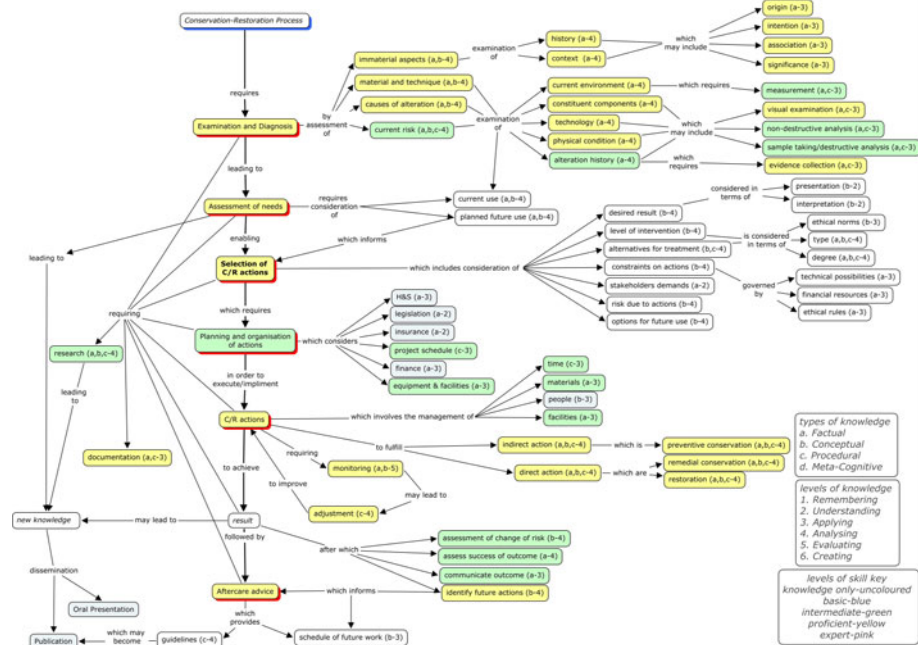 Conservation-Restoration Process
requires
Examination and Diagnosis
by
assessment
of
immaterial aspects (a,b-4)
material and technique (a,b-4)
causes of alteration (a,b-4)
current risk (a,b,c-4)
examination
of
history (a-4)
context (a-4)
which
may include
origin (a-3)
intention (a-3)
association (a-3)
significance (a-3)
examination
of
current environment (a-4)
constituent components (a-4)
technology (a-4)
physical condition (a-4)
alteration history (a-4)
which requires
measurement (a,c-3)
which
may include
visual examination (a,c-3)
non-destructive analysis (a,c-3)
sample taking/destructive analysis (a,c-3)
which
requires
evidence collection (a,c-3)
leading to
Assessment of needs
requires
consideration
of
current use (a,b-4)
planned future use (a,b-4)
which informs
enabling
Selection of
C/R actions
which includes consideration of
desired result (b-4)
level of intervention (b-4)
alternatives for treatment (b,c-4)
constraints on actions (b-4)
stakeholders demands (a-2)
risk due to actions (b-4)
options for future use (b-4)
considered in
terms of
presentation (b-2)
interpretation (b-2)
is considered
in terms of
ethical norms (b-3)
type (a,b,c-4)
degree (a,b,c-4)
governed
by
technical possibilities (a-3)
financial resources (a-3)
ethical rules (a-3)
leading to
requiring
which requires
Planning and organisation
of actions
which considers
H&S (a-3)
legislation (a-2)
insurance (a-2)
project schedule (c-3)
finance (a-3)
equipment & facilities (a-3)
research (a,b,c-4)
leading
to
in order to
execute/impliment
C/R actions
which involves the management of
time (c-3)
materials (a-3)
people (b-3)
facilities (a-3)
to fulfill
indirect action (a,b,c-4)
which is
preventive conservation (a,b,c-4)
direct action (a,b,c-4)
which are
remedial conservation (a,b,c-4)
restoration (a,b,c-4)
requiring
monitoring (a,b-5)
may lead
to
adjustment (c-4)
to improve
documentation (a,c-3)
to achieve
result
may lead to
new knowledge
followed by
after which
assessment of change of risk (b-4)
assess success of outcome (a-4)
communicate outcome (a-3)
identify future actions (b-4)
which informs
Aftercare advice
which
provides
guidelines (c-4)
schedule of future work (b-3)
which may
become
dissemination
Oral Presentation
Publication
types of knowledge
a. Factual
b. Conceptual
c. Procedural
d. Meta-Cognitive
levels of knowledge
1. Remembering
2. Understanding
3. Applying
4. Analysing
5. Evaluating
6. Creating
levels of skill key
knowledge only-uncoloured
basic-blue
intermediate-green
proficient-yellow
expert-pink